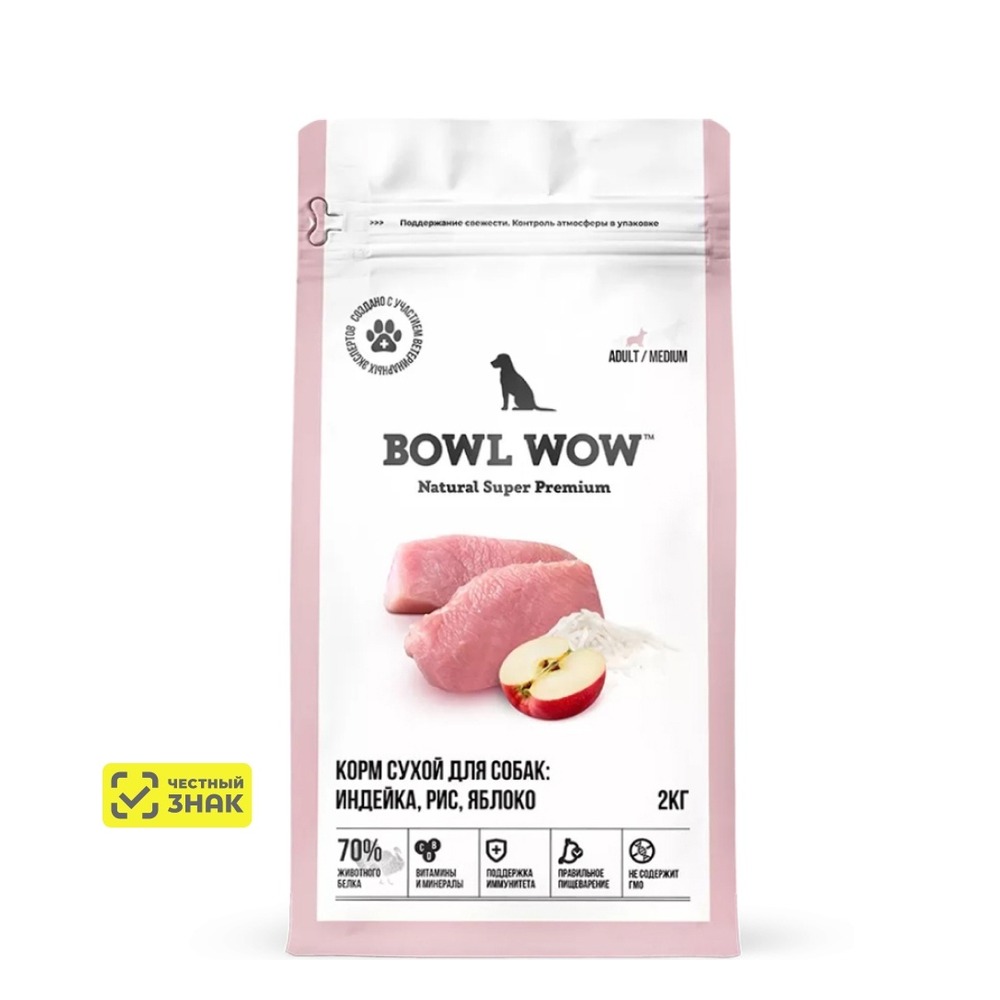 >>> Поддержание свежести. Контроль атмосферы в упаковке
СОЗДАНО С УЧАСТИЕМ ВЕТЕРИНАРНЫХ ЭКСПЕРТОВ
ADULT / MEDIUM
BOWL WOW™
Natural Super Premium
КОРМ СУХОЙ ДЛЯ СОБАК:
ИНДЕЙКА, РИС, ЯБЛОКО
2КГ
ЧЕСТНЫЙ
ЗНАК
70%
ЖИВОТНОГО
БЕЛКА
C B D
ВИТАМИНЫ
И МИНЕРАЛЫ
ПОДДЕРЖКА
ИММУНИТЕТА
ПРАВИЛЬНОЕ
ПИЩЕВАРЕНИЕ
НЕ СОДЕРЖИТ
ГМО